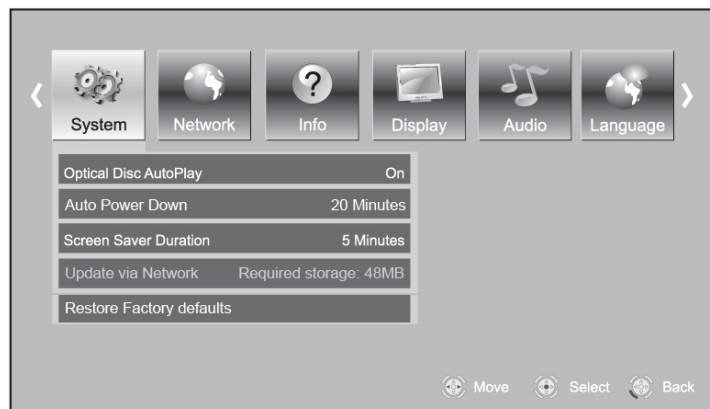 System Network Info Display Audio Language
Optical Disc AutoPlay On
Auto Power Down 20 Minutes
Screen Saver Duration 5 Minutes
Update via Network Required storage: 48MB
Restore Factory defaults
Move Select Back